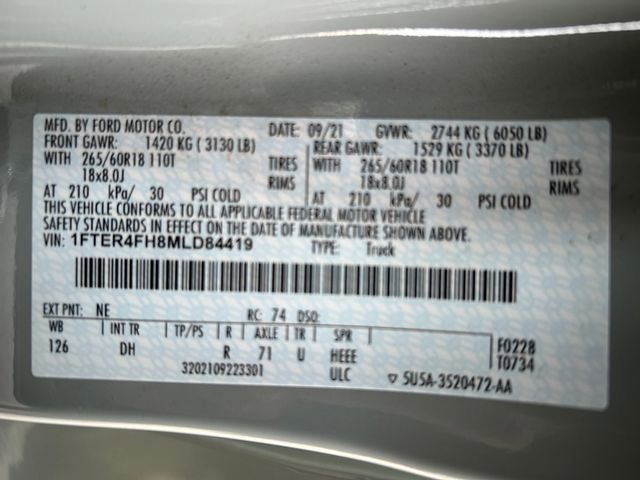 MFD. BY FORD MOTOR CO. DATE: 09/21 GVWR: 2744 KG ( 6050 LB)
FRONT GAWR: 1420 KG ( 3130 LB) REAR GAWR: 1529 KG ( 3370 LB)
WITH 265/60R18 110T TIRES WITH 265/60R18 110T TIRES
18x8.0J RIMS 18x8.0J RIMS
AT 210 kPa/ 30 PSI COLD AT 210 kPa/ 30 PSI COLD
THIS VEHICLE CONFORMS TO ALL APPLICABLE FEDERAL MOTOR VEHICLE
SAFETY STANDARDS IN EFFECT ON THE DATE OF MANUFACTURE SHOWN ABOVE.
VIN: 1FTER4FH8MLD84419 TYPE: Truck
EXT PNT: NE RC: 74 DSO:
WB INT TR TP/PS R AXLE TR SPR
126 DH R 71 U HEEE
F0228
T0734
3202109223301 ULC ▽ 5U5A-3520472-AA